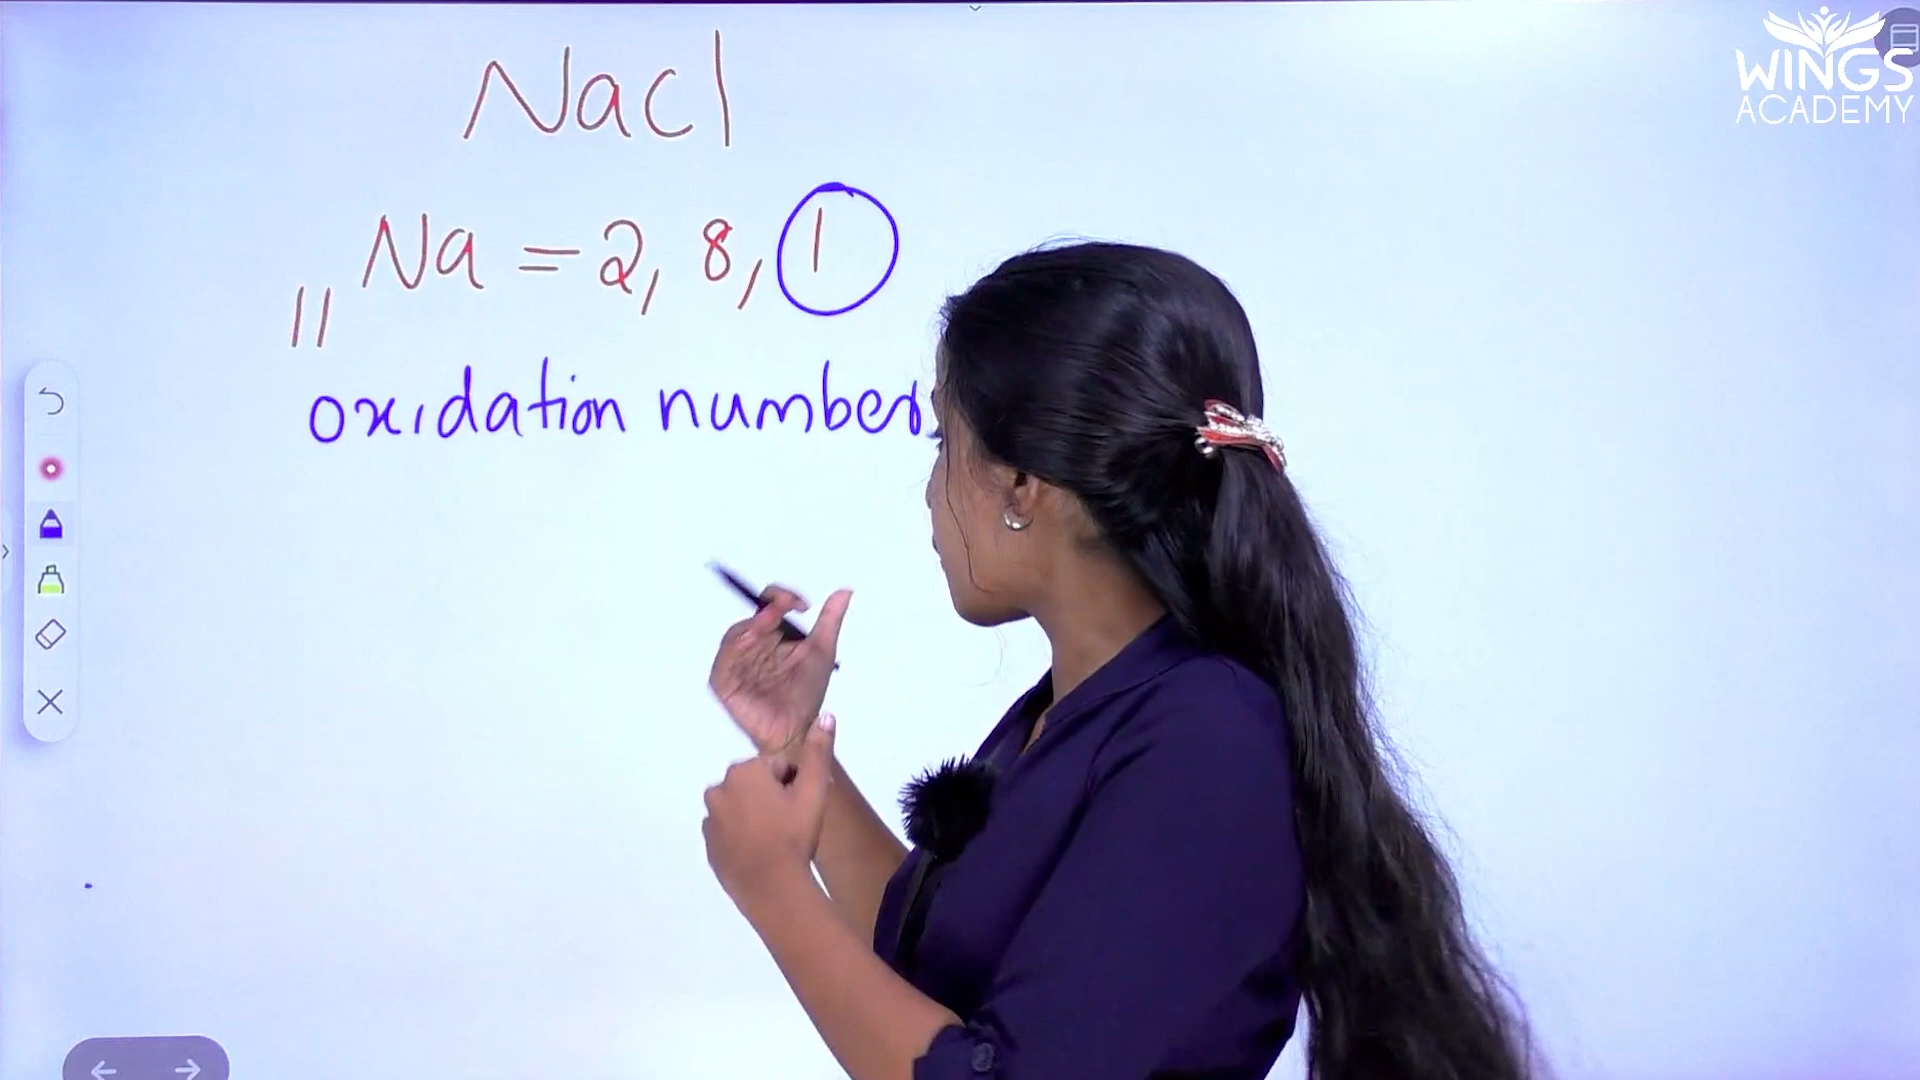 WINGS
ACADEMY
Nacl
Na = 2, 8, 1
11
oxidation number